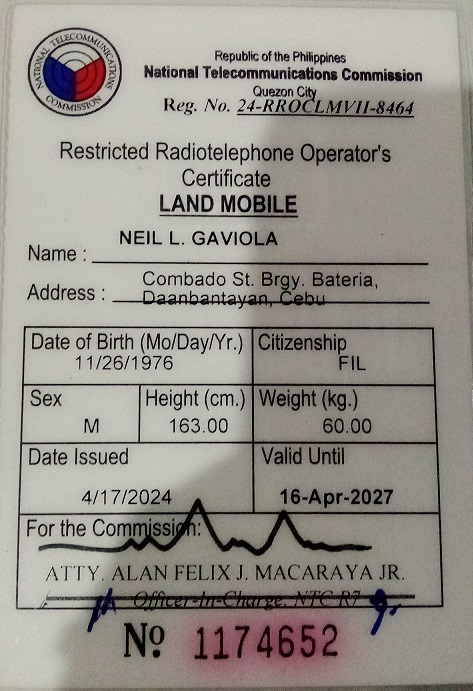 NATIONAL TELECOMMUNICATIONS COMMISSION
Republic of the Philippines
National Telecommunications Commission
Quezon City
Reg. No. 24-RROCLMVII-8464
Restricted Radiotelephone Operator's
Certificate
LAND MOBILE
Name : NEIL L. GAVIOLA
Address : Combado St. Brgy. Bateria,
Daanbantayan, Cebu
Date of Birth (Mo/Day/Yr.) Citizenship
11/26/1976 FIL
Sex Height (cm.) Weight (kg.)
M 163.00 60.00
Date Issued Valid Until
4/17/2024 16-Apr-2027
For the Commission:
ATTY. ALAN FELIX J. MACARAYA JR.
Officer-In-Charge, NTC R7
Nº 1174652